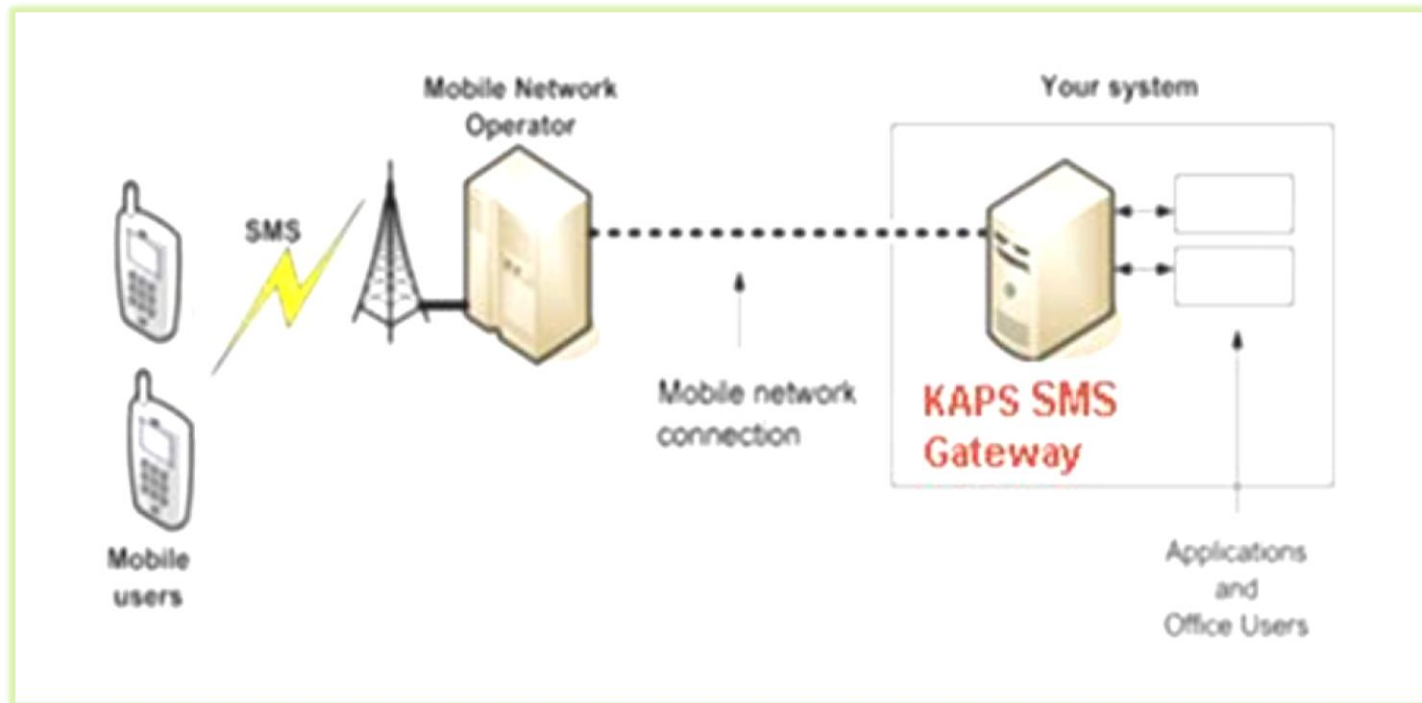 Mobile Network
Operator
Your system
SMS
Mobile network
connection
KAPS SMS
Gateway
Mobile
users
Applications
and
Office Users